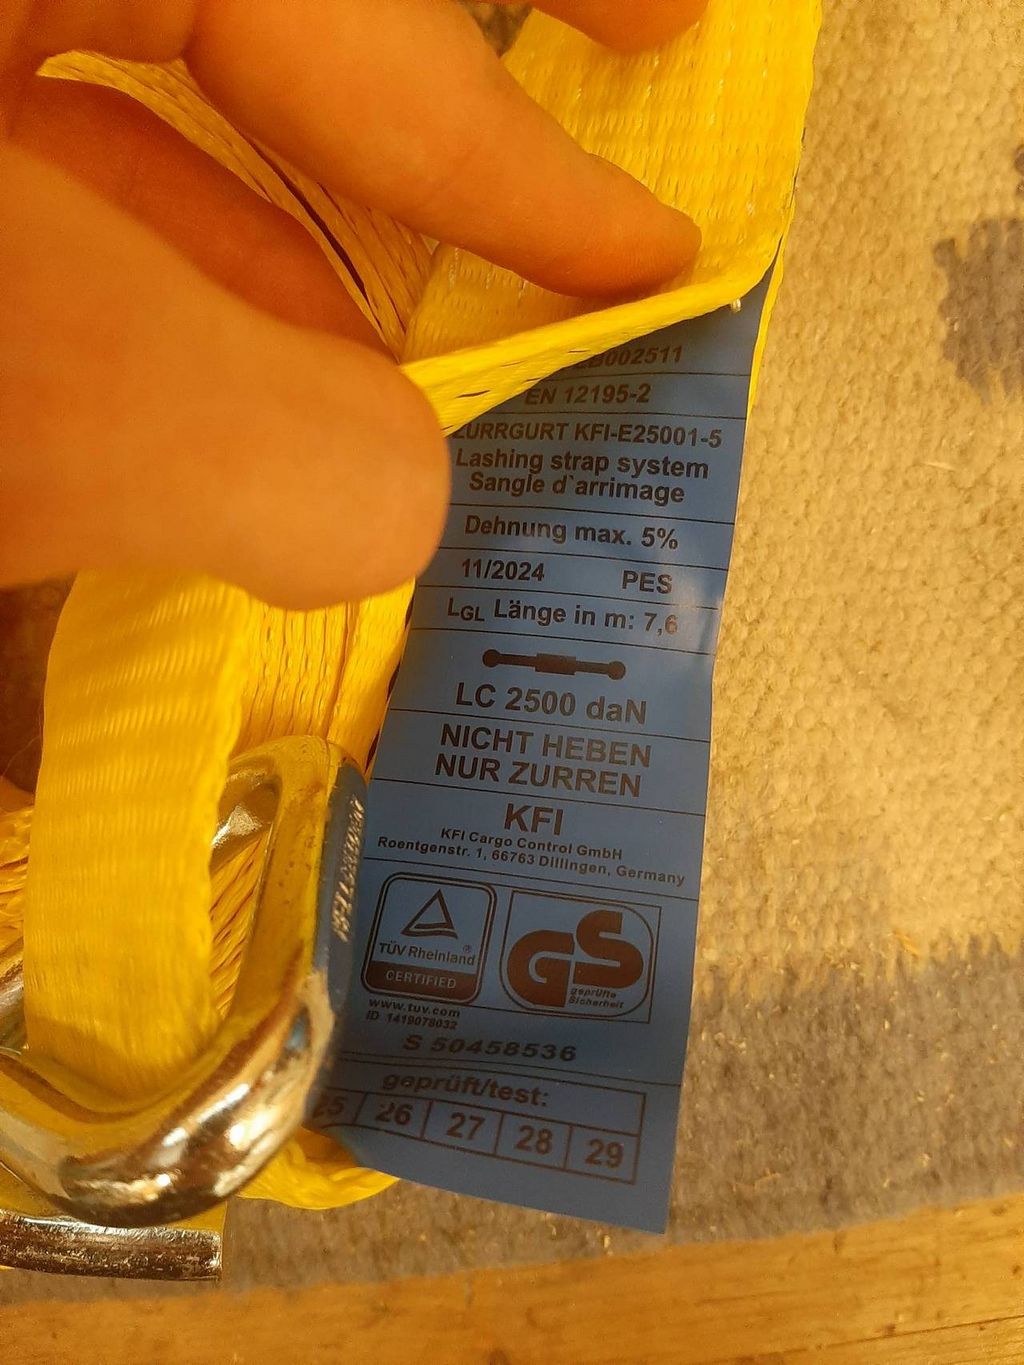 B002511
EN 12195-2
ZURRGURT KFI-E25001-5
Lashing strap system
Sangle d`arrimage
Dehnung max. 5%
11/2024 PES
LGL Länge in m: 7,6
LC 2500 daN
NICHT HEBEN
NUR ZURREN
KFI
KFI Cargo Control GmbH
Roentgenstr. 1, 66763 Dillingen, Germany
TÜV Rheinland®
CERTIFIED
www.tuv.com
ID 1419078032
GS
geprüfte
Sicherheit
S 50458536
geprüft/test:
25 26 27 28 29